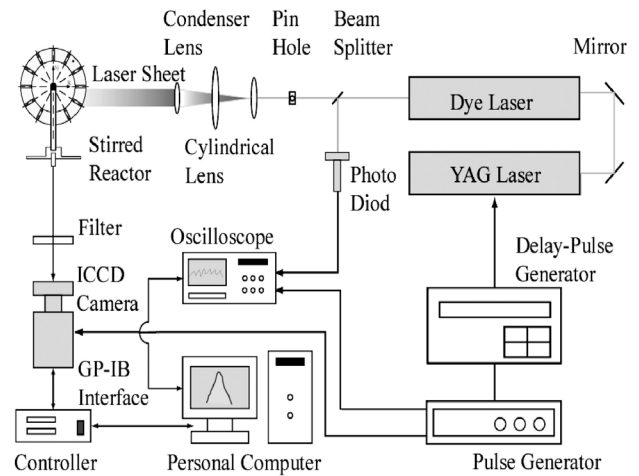 Condenser
Lens
Pin
Hole
Beam
Splitter
Mirror
Laser Sheet
Dye Laser
Stirred
Reactor
Cylindrical
Lens
Photo
Diod
YAG Laser
Filter
Oscilloscope
Delay-Pulse
Generator
ICCD
Camera
GP-IB
Interface
Controller
Personal Computer
Pulse Generator